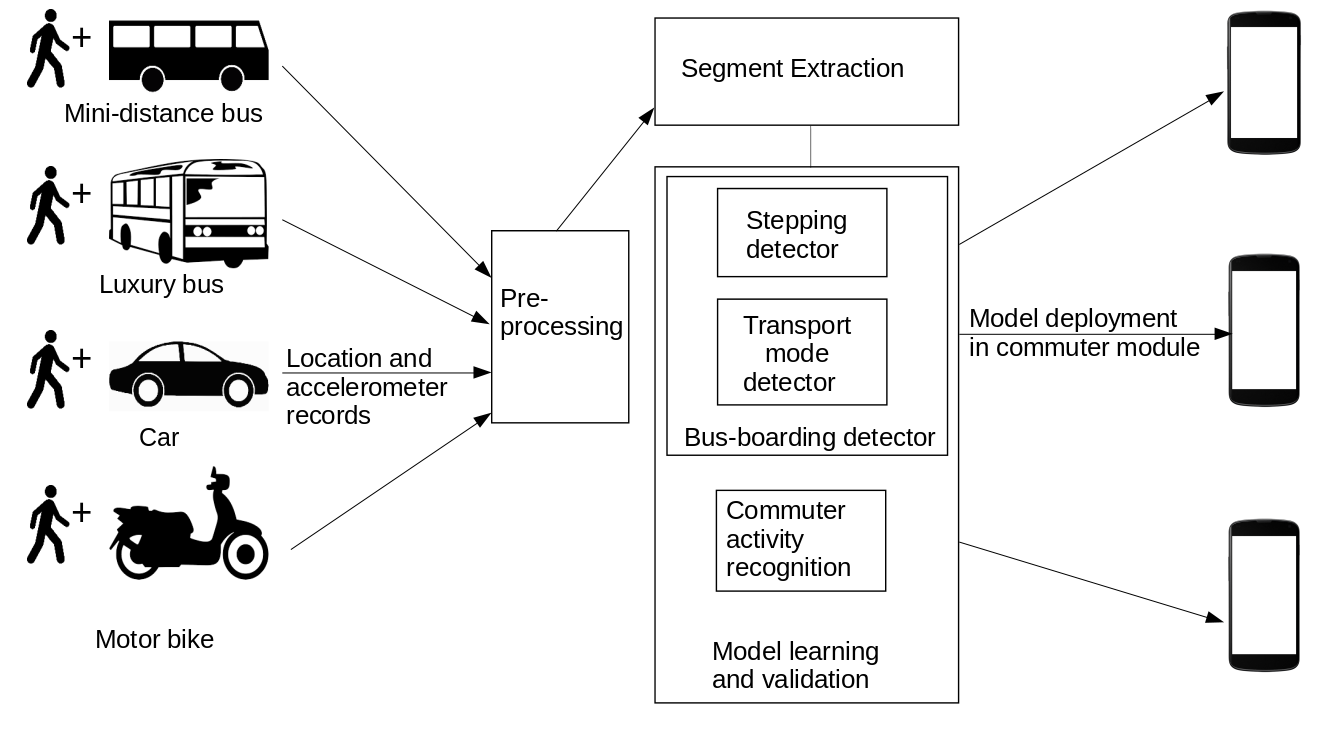 +
Mini-distance bus
+
Luxury bus
+
Car
+
Motor bike
Location and
accelerometer
records
Pre-
processing
Segment Extraction
Stepping
detector
Transport
mode
detector
Bus-boarding detector
Commuter
activity
recognition
Model learning
and validation
Model deployment
in commuter module